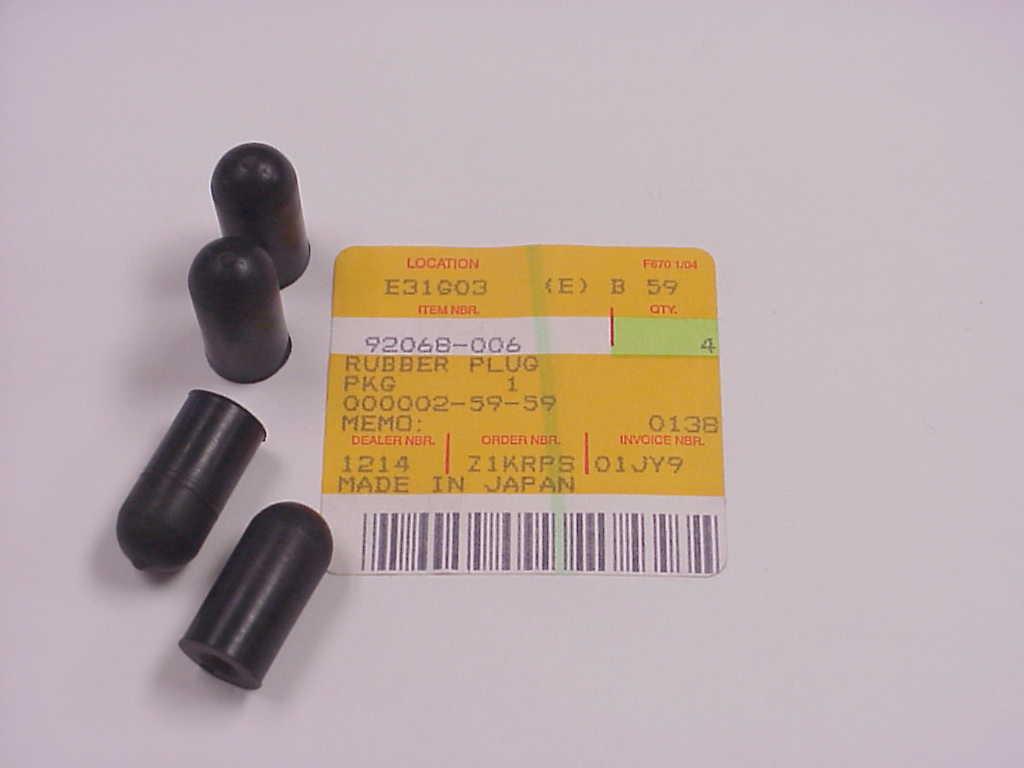 LOCATION F670 1/04
E31G03 (E) B 59
ITEM NBR. QTY.
92068-006 4
RUBBER PLUG
PKG 1
000002-59-59
MEMO: 0138
DEALER NBR. ORDER NBR. INVOICE NBR.
1214 Z1KRPS 01JY9
MADE IN JAPAN